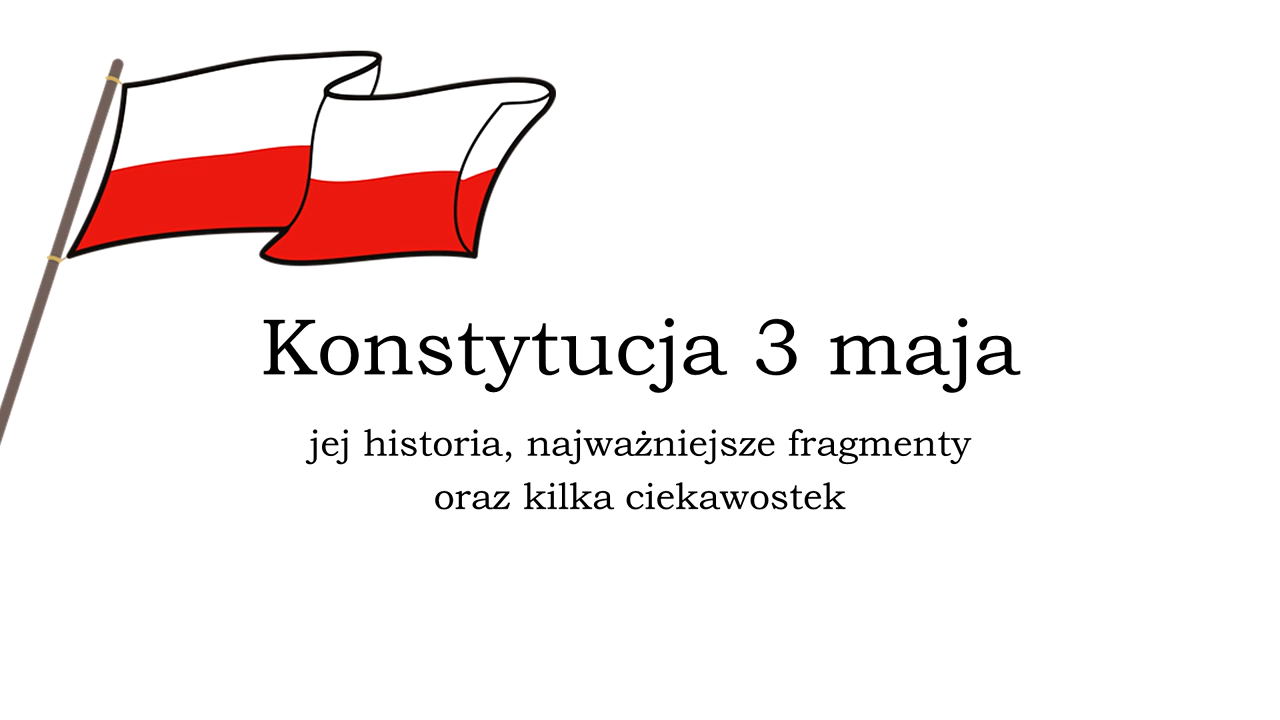 Konstytucja 3 maja
jej historia, najważniejsze fragmenty
oraz kilka ciekawostek